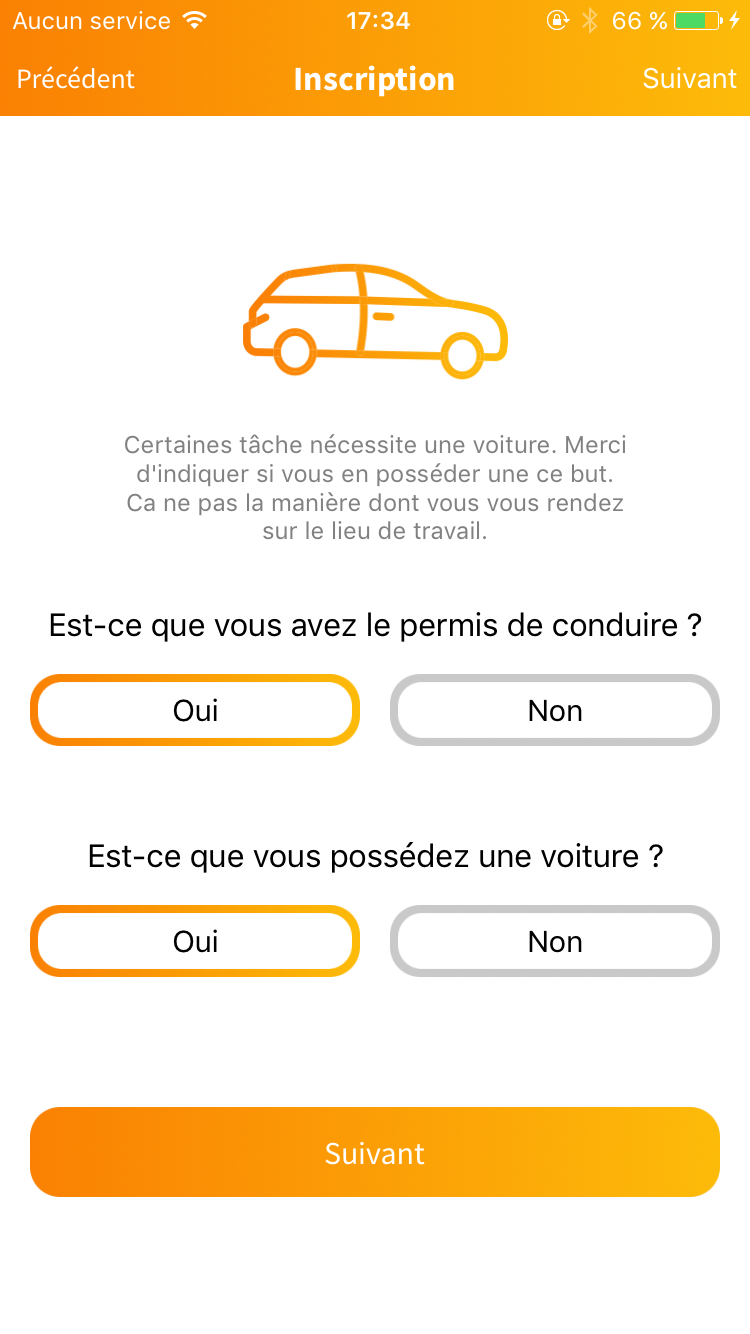 Aucun service 17:34 66 %
Précédent Inscription Suivant
Certaines tâche nécessite une voiture. Merci
d'indiquer si vous en posséder une ce but.
Ca ne pas la manière dont vous vous rendez
sur le lieu de travail.
Est-ce que vous avez le permis de conduire ?
Oui Non
Est-ce que vous possédez une voiture ?
Oui Non
Suivant